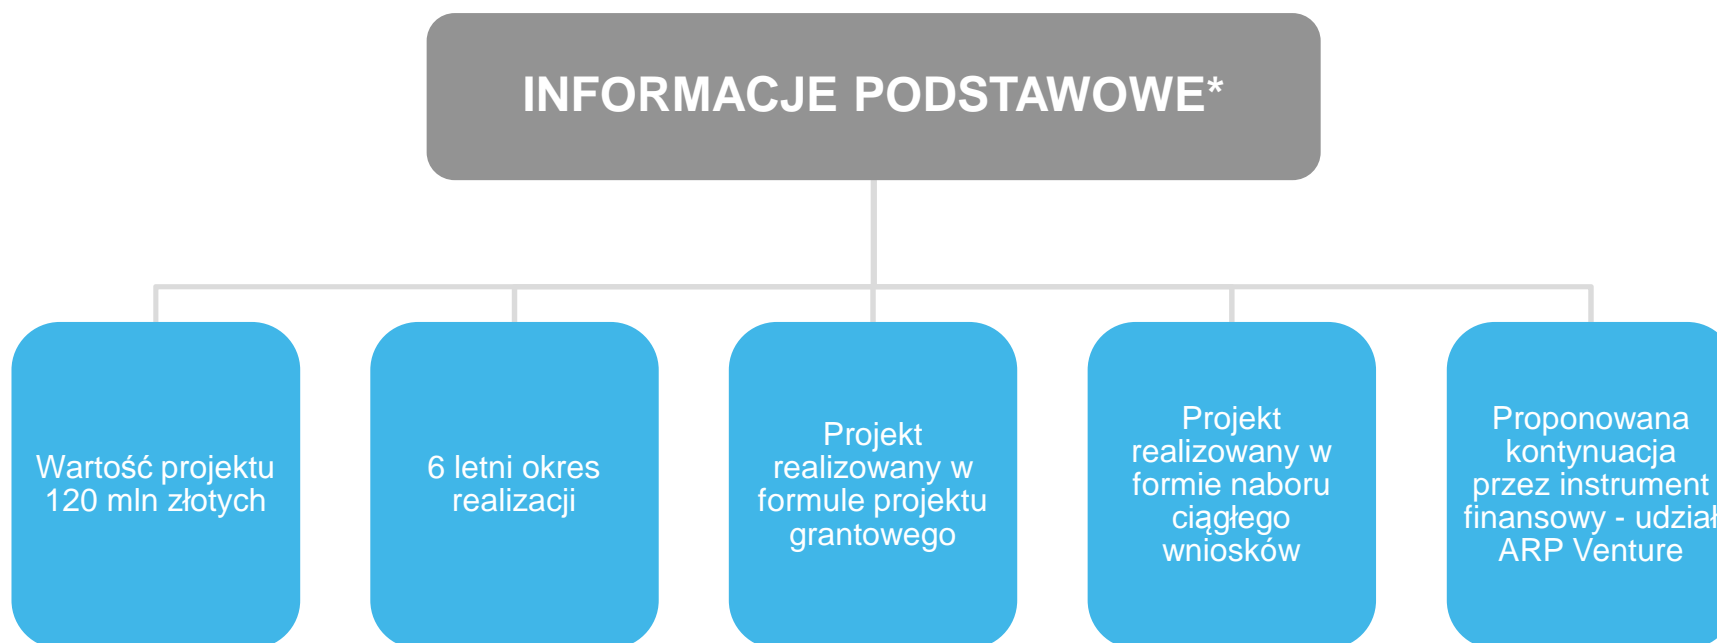 INFORMACJE PODSTAWOWE*
Wartość projektu
120 mln złotych
6 letni okres
realizacji
Projekt
realizowany w
formule projektu
grantowego
Projekt
realizowany w
formie naboru
ciągłego
wniosków
Proponowana
kontynuacja
przez instrument
finansowy - udział
ARP Venture